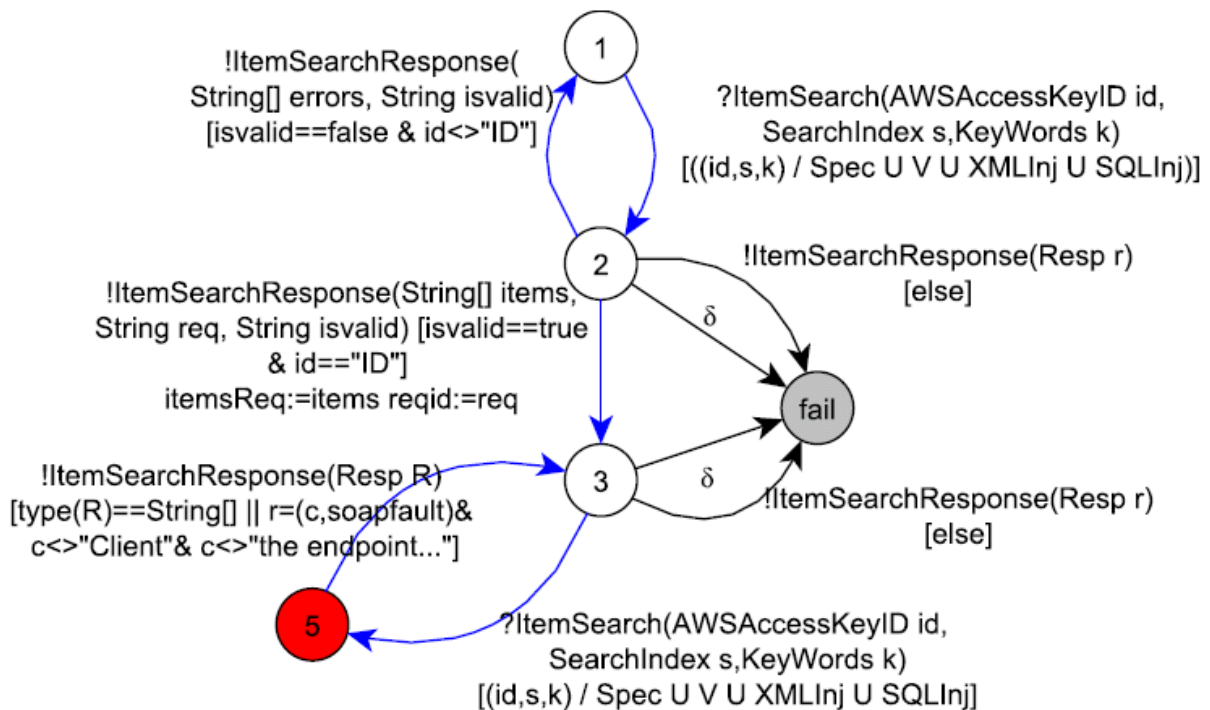 1
!ItemSearchResponse(
String[] errors, String isvalid)
[isvalid==false & id<>"ID"]
?ItemSearch(AWSAccessKeyID id,
SearchIndex s,KeyWords k)
[((id,s,k) / Spec U V U XMLInj U SQLInj)]
2
!ItemSearchResponse(Resp r)
[else]
δ
!ItemSearchResponse(String[] items,
String req, String isvalid) [isvalid==true
& id=="ID"]
itemsReq:=items reqid:=req
fail
3
δ
!ItemSearchResponse(Resp r)
[else]
!ItemSearchResponse(Resp R)
[type(R)==String[] || r=(c,soapfault)&
c<>"Client"& c<>"the endpoint..."]
5
?ItemSearch(AWSAccessKeyID id,
SearchIndex s,KeyWords k)
[(id,s,k) / Spec U V U XMLInj U SQLInj]